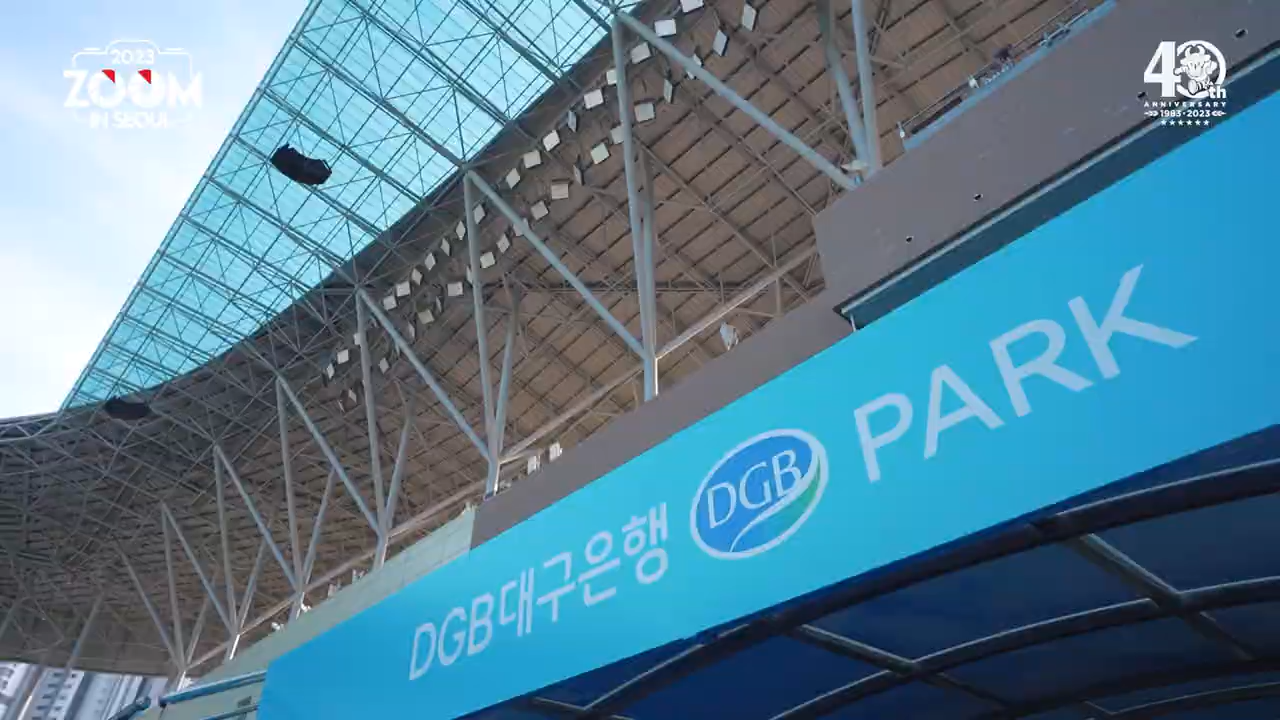 2023
ZOOM
IN SEOUL
40th
ANNIVERSARY
1983·2023
DGB대구은행 DGB PARK